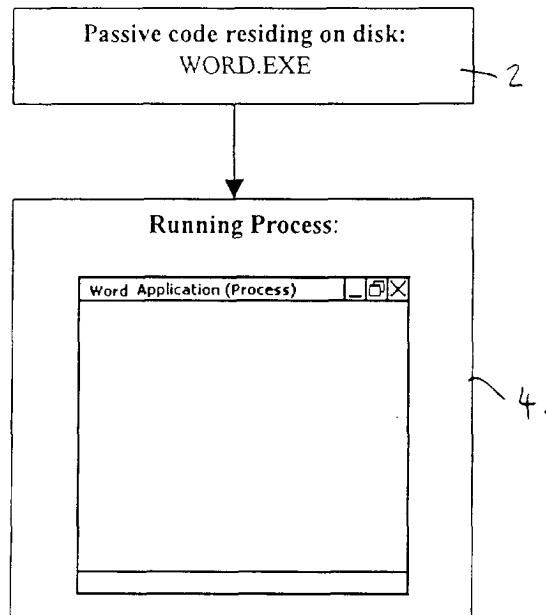 Passive code residing on disk:
WORD.EXE
2
Running Process:
Word Application (Process)
4.